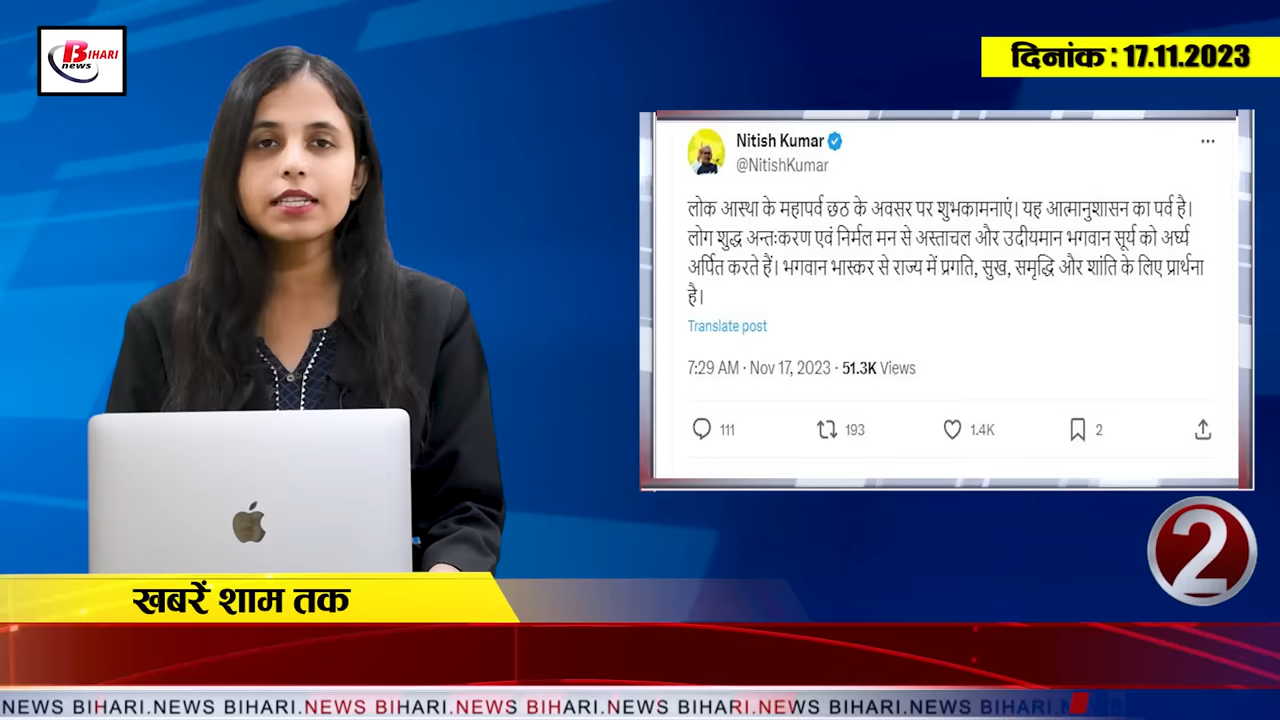 BIHARI
news
दिनांक : 17.11.2023
Nitish Kumar
@NitishKumar
लोक आस्था के महापर्व छठ के अवसर पर शुभकामनाएं। यह आत्मानुशासन का पर्व है।
लोग शुद्ध अन्तःकरण एवं निर्मल मन से अस्ताचल और उदीयमान भगवान सूर्य को अर्घ्य
अर्पित करते हैं। भगवान भास्कर से राज्य में प्रगति, सुख, समृद्धि और शांति के लिए प्रार्थना
है।
Translate post
7:29 AM · Nov 17, 2023 · 51.3K Views
111 193 1.4K 2
2
खबरें शाम तक
NEWS BIHARI.NEWS BIHARI.NEWS BIHARI.NEWS BIHARI.NEWS BIHARI.NEWS BIHARI.NEWS BIHARI.N